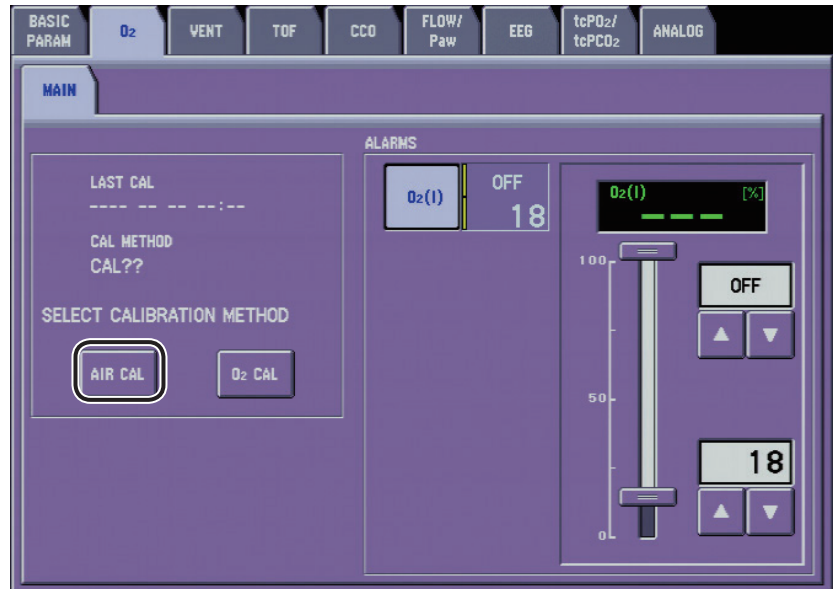 BASIC PARAM
O₂
VENT
TOF
CCO
FLOW/ Paw
EEG
tcPO₂/ tcPCO₂
ANALOG
MAIN
LAST CAL
---- -- -- --:--
CAL METHOD
CAL??
SELECT CALIBRATION METHOD
AIR CAL
O₂ CAL
ALARMS
O₂(I)
OFF
18
O₂(I) [%]
---
100
50
0
OFF
▲ ▼
18
▲ ▼